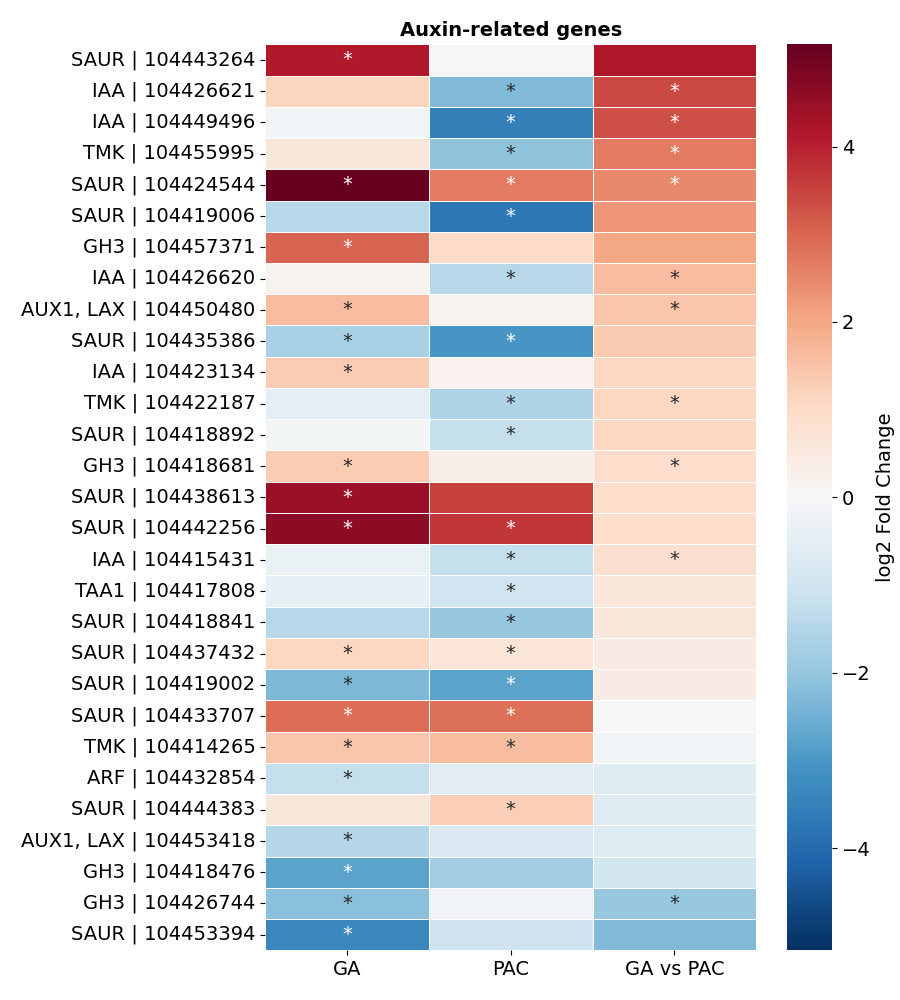 Auxin-related genes
SAUR | 104443264
IAA | 104426621
IAA | 104449496
TMK | 104455995
SAUR | 104424544
SAUR | 104419006
GH3 | 104457371
IAA | 104426620
AUX1, LAX | 104450480
SAUR | 104435386
IAA | 104423134
TMK | 104422187
SAUR | 104418892
GH3 | 104418681
SAUR | 104438613
SAUR | 104442256
IAA | 104415431
TAA1 | 104417808
SAUR | 104418841
SAUR | 104437432
SAUR | 104419002
SAUR | 104433707
TMK | 104414265
ARF | 104432854
SAUR | 104444383
AUX1, LAX | 104453418
GH3 | 104418476
GH3 | 104426744
SAUR | 104453394
GA PAC GA vs PAC
4
2
0
−2
−4
log2 Fold Change